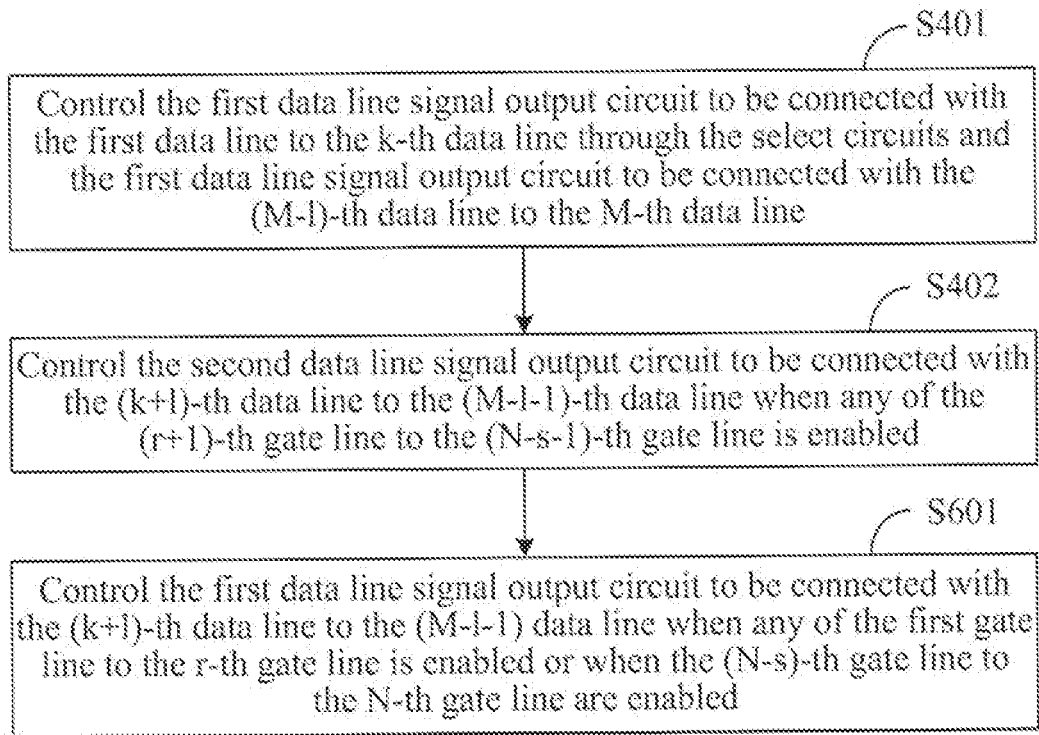 S401
Control the first data line signal output circuit to be connected with
the first data line to the k-th data line through the select circuits and
the first data line signal output circuit to be connected with the
(M-l)-th data line to the M-th data line
S402
Control the second data line signal output circuit to be connected with
the (k+l)-th data line to the (M-l-1)-th data line when any of the
(r+1)-th gate line to the (N-s-1)-th gate line is enabled
S601
Control the first data line signal output circuit to be connected with
the (k+l)-th data line to the (M-l-1) data line when any of the first gate
line to the r-th gate line is enabled or when the (N-s)-th gate line to
the N-th gate line are enabled